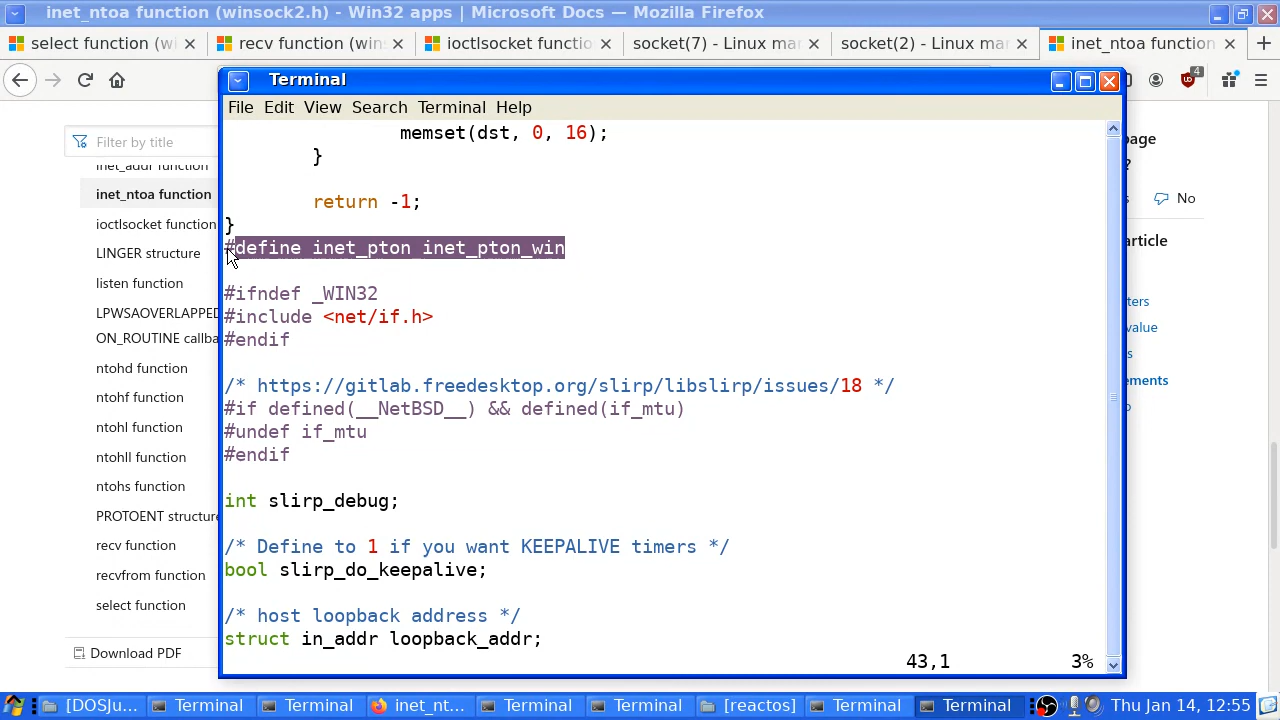 inet_ntoa function (winsock2.h) - Win32 apps | Microsoft Docs — Mozilla Firefox
select function (wi
recv function (win
ioctlsocket functio
socket(7) - Linux ma
socket(2) - Linux ma
inet_ntoa function
4
Terminal
File Edit View Search Terminal Help
Filter by title
inet_addr function
inet_ntoa function
ioctlsocket function
LINGER structure
listen function
LPWSAOVERLAPPED
ON_ROUTINE callba
ntohd function
ntohf function
ntohl function
ntohll function
ntohs function
PROTOENT structure
recv function
recvfrom function
select function
Download PDF
memset(dst, 0, 16);
}
return -1;
}
#define inet_pton inet_pton_win
#ifndef _WIN32
#include <net/if.h>
#endif
/* https://gitlab.freedesktop.org/slirp/libslirp/issues/18 */
#if defined(__NetBSD__) && defined(if_mtu)
#undef if_mtu
#endif
int slirp_debug;
/* Define to 1 if you want KEEPALIVE timers */
bool slirp_do_keepalive;
/* host loopback address */
struct in_addr loopback_addr;
43,1 3%
page
?
s No
article
ters
value
s
ements
o
[DOSJu... Terminal Terminal inet_nt... Terminal Terminal [reactos] Terminal Terminal Thu Jan 14, 12:55